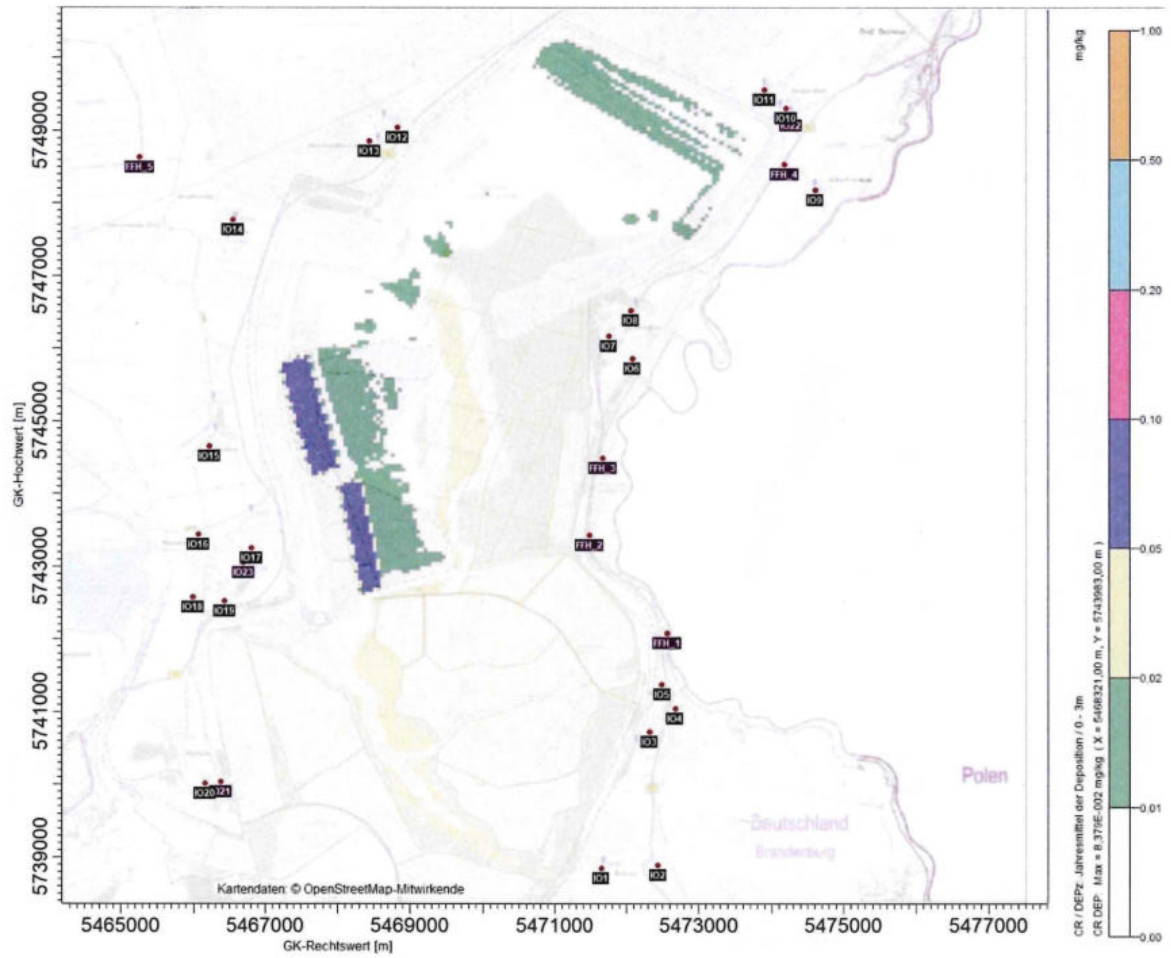 mg/kg
1.00
0.50
0.20
0.10
0.05
0.02
0.01
0.00
CR / DEPz: Jahresmittel der Deposition / 0 - 3m
CR DEP: Max = 8,379E-002 mg/kg ( X = 5468321,00 m, Y = 5743983,00 m )
GK-Hochwert [m]
5749000
5747000
5745000
5743000
5741000
5739000
IO11
IO10
IO22
IO12
IO13
FFH_5
FFH_4
IO9
IO14
IO8
IO7
IO6
IO15
FFH_3
IO16
FFH_2
IO17
IO23
IO18
IO19
FFH_1
IO5
IO4
IO3
Polen
IO20
Deutschland
Brandenburg
IO1
IO2
Kartendaten: © OpenStreetMap-Mitwirkende
5465000
5467000
5469000
5471000
5473000
5475000
5477000
GK-Rechtswert [m]